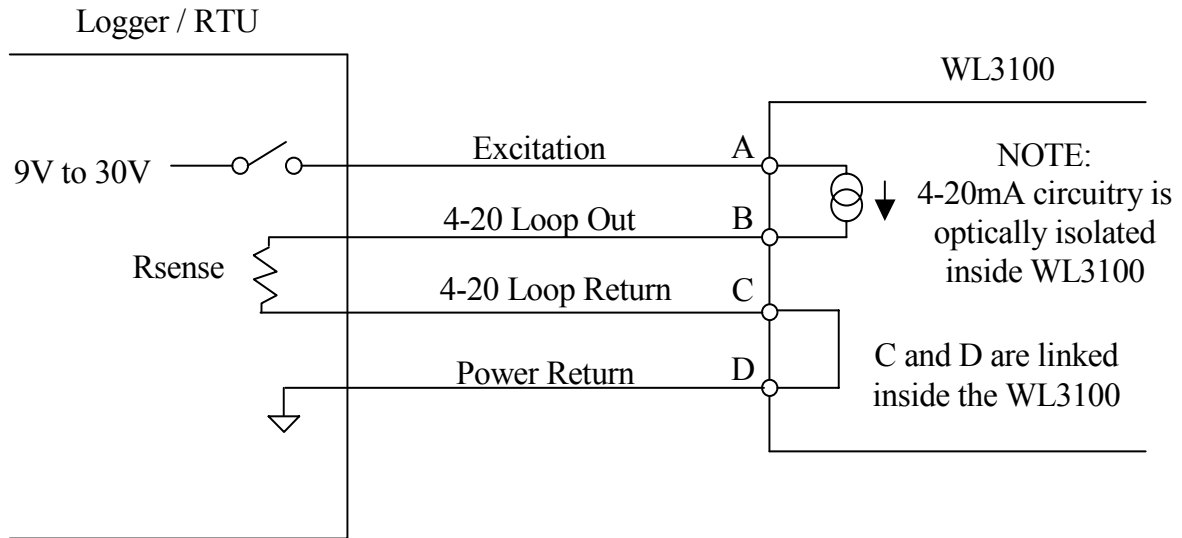 Logger / RTU
WL3100
9V to 30V
Excitation
A
NOTE:
4-20mA circuitry is
optically isolated
inside WL3100
4-20 Loop Out
B
Rsense
4-20 Loop Return
C
C and D are linked
inside the WL3100
Power Return
D